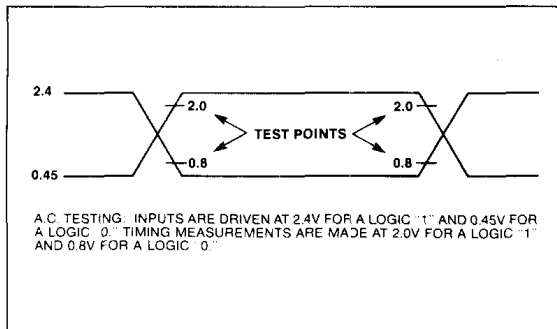 2.4
2.0
2.0
TEST POINTS
0.8
0.8
0.45
A.C. TESTING: INPUTS ARE DRIVEN AT 2.4V FOR A LOGIC "1" AND 0.45V FOR
A LOGIC "0." TIMING MEASUREMENTS ARE MADE AT 2.0V FOR A LOGIC "1"
AND 0.8V FOR A LOGIC "0."